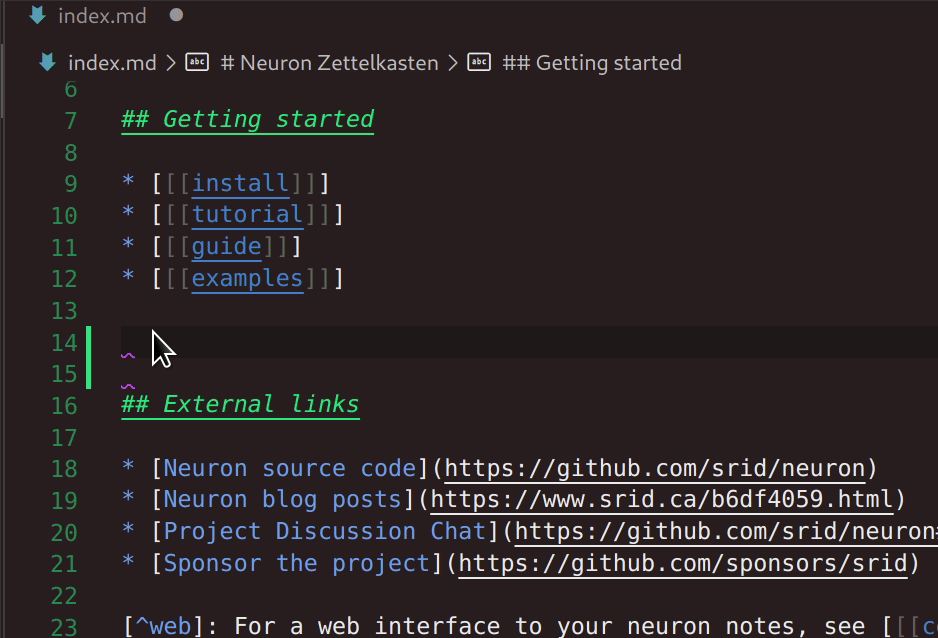 index.md ●
index.md > abc # Neuron Zettelkasten > abc ## Getting started
6
7 ## Getting started
8
9 * [[[install]]]
10 * [[[tutorial]]]
11 * [[[guide]]]
12 * [[[examples]]]
13
14
15
16 ## External links
17
18 * [Neuron source code](https://github.com/srid/neuron)
19 * [Neuron blog posts](https://www.srid.ca/b6df4059.html)
20 * [Project Discussion Chat](https://github.com/srid/neuron
21 * [Sponsor the project](https://github.com/sponsors/srid)
22
23 [^web]: For a web interface to your neuron notes, see [[[c